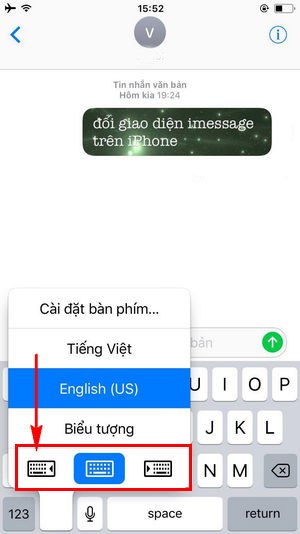 15:52
V
Tin nhắn văn bản
Hôm kia 19:24
đổi giao diện imessage
trên iPhone
Cài đặt bàn phím...
Tiếng Việt
bản
English (US)
U I O P
Biểu tượng
J K L
N M
123
space
return